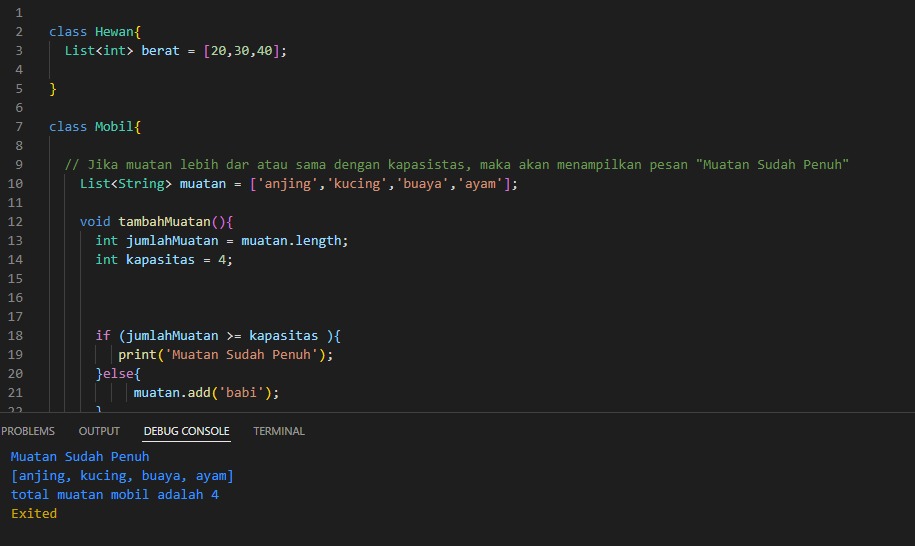 1
2 class Hewan{
3 List<int> berat = [20,30,40];
4
5 }
6
7 class Mobil{
8
9 // Jika muatan lebih dar atau sama dengan kapasistas, maka akan menampilkan pesan "Muatan Sudah Penuh"
10 List<String> muatan = ['anjing','kucing','buaya','ayam'];
11
12 void tambahMuatan(){
13 int jumlahMuatan = muatan.length;
14 int kapasitas = 4;
15
16
17
18 if (jumlahMuatan >= kapasitas ){
19 print('Muatan Sudah Penuh');
20 }else{
21 muatan.add('babi');
22 }
PROBLEMS OUTPUT DEBUG CONSOLE TERMINAL
Muatan Sudah Penuh
[anjing, kucing, buaya, ayam]
total muatan mobil adalah 4
Exited